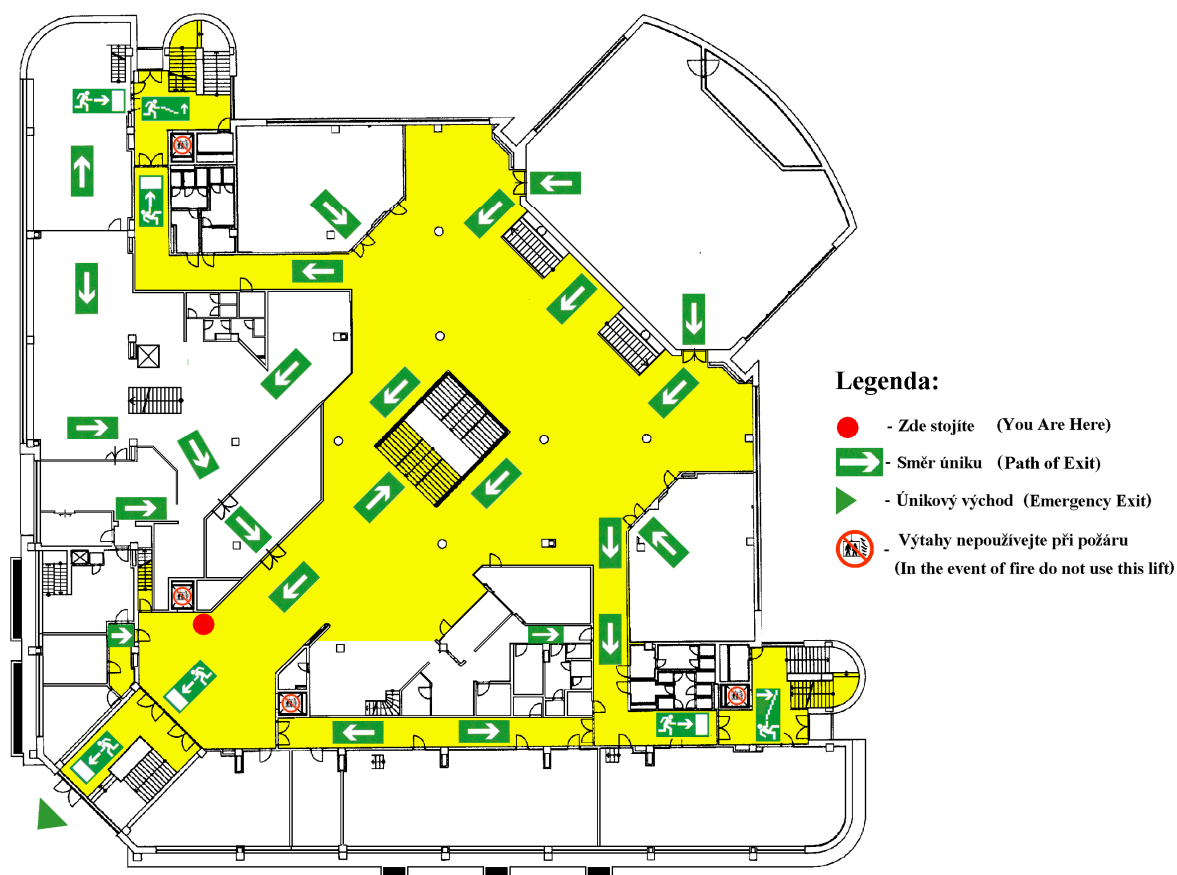 Legenda:
- Zde stojíte (You Are Here)
- Směr úniku (Path of Exit)
- Únikový východ (Emergency Exit)
- Výtahy nepoužívejte při požáru
(In the event of fire do not use this lift)